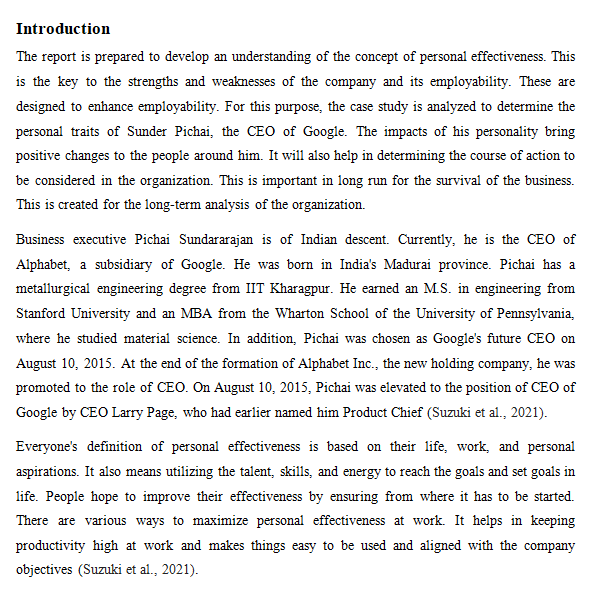 Introduction
The report is prepared to develop an understanding of the concept of personal effectiveness. This
is the key to the strengths and weaknesses of the company and its employability. These are
designed to enhance employability. For this purpose, the case study is analyzed to determine the
personal traits of Sunder Pichai, the CEO of Google. The impacts of his personality bring
positive changes to the people around him. It will also help in determining the course of action to
be considered in the organization. This is important in long run for the survival of the business.
This is created for the long-term analysis of the organization.
Business executive Pichai Sundararajan is of Indian descent. Currently, he is the CEO of
Alphabet, a subsidiary of Google. He was born in India's Madurai province. Pichai has a
metallurgical engineering degree from IIT Kharagpur. He earned an M.S. in engineering from
Stanford University and an MBA from the Wharton School of the University of Pennsylvania,
where he studied material science. In addition, Pichai was chosen as Google's future CEO on
August 10, 2015. At the end of the formation of Alphabet Inc., the new holding company, he was
promoted to the role of CEO. On August 10, 2015, Pichai was elevated to the position of CEO of
Google by CEO Larry Page, who had earlier named him Product Chief (Suzuki et al., 2021).
Everyone's definition of personal effectiveness is based on their life, work, and personal
aspirations. It also means utilizing the talent, skills, and energy to reach the goals and set goals in
life. People hope to improve their effectiveness by ensuring from where it has to be started.
There are various ways to maximize personal effectiveness at work. It helps in keeping
productivity high at work and makes things easy to be used and aligned with the company
objectives (Suzuki et al., 2021).